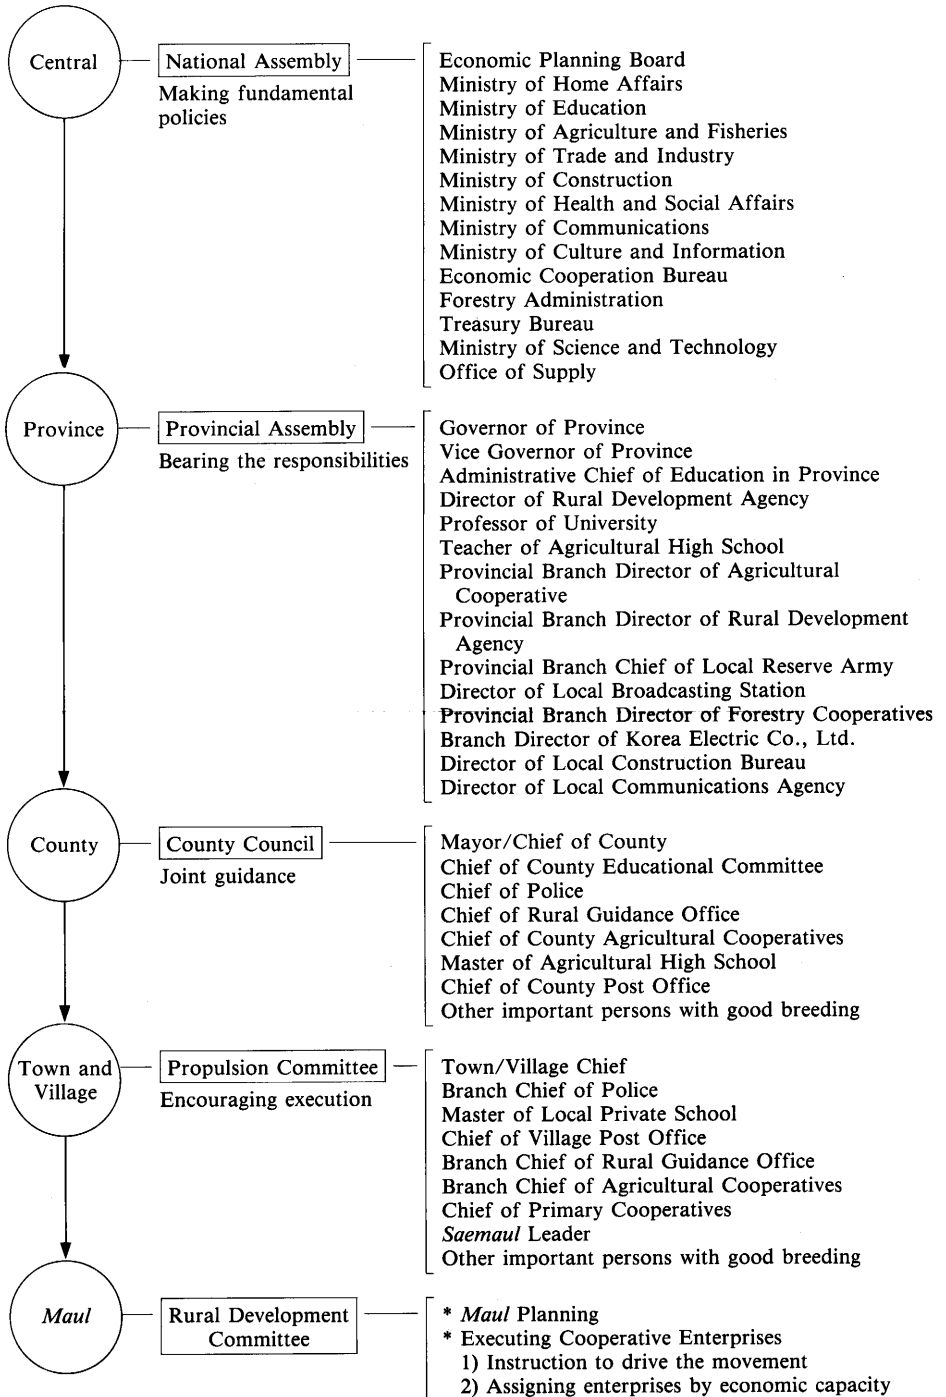 Central
National Assembly
Making fundamental
policies
Economic Planning Board
Ministry of Home Affairs
Ministry of Education
Ministry of Agriculture and Fisheries
Ministry of Trade and Industry
Ministry of Construction
Ministry of Health and Social Affairs
Ministry of Communications
Ministry of Culture and Information
Economic Cooperation Bureau
Forestry Administration
Treasury Bureau
Ministry of Science and Technology
Office of Supply
Province
Provincial Assembly
Bearing the responsibilities
Governor of Province
Vice Governor of Province
Administrative Chief of Education in Province
Director of Rural Development Agency
Professor of University
Teacher of Agricultural High School
Provincial Branch Director of Agricultural
Cooperative
Provincial Branch Director of Rural Development
Agency
Provincial Branch Chief of Local Reserve Army
Director of Local Broadcasting Station
Provincial Branch Director of Forestry Cooperatives
Branch Director of Korea Electric Co., Ltd.
Director of Local Construction Bureau
Director of Local Communications Agency
County
County Council
Joint guidance
Mayor/Chief of County
Chief of County Educational Committee
Chief of Police
Chief of Rural Guidance Office
Chief of County Agricultural Cooperatives
Master of Agricultural High School
Chief of County Post Office
Other important persons with good breeding
Town and
Village
Propulsion Committee
Encouraging execution
Town/Village Chief
Branch Chief of Police
Master of Local Private School
Chief of Village Post Office
Branch Chief of Rural Guidance Office
Branch Chief of Agricultural Cooperatives
Chief of Primary Cooperatives
Saemaul Leader
Other important persons with good breeding
Maul
Rural Development
Committee
* Maul Planning
* Executing Cooperative Enterprises
1) Instruction to drive the movement
2) Assigning enterprises by economic capacity